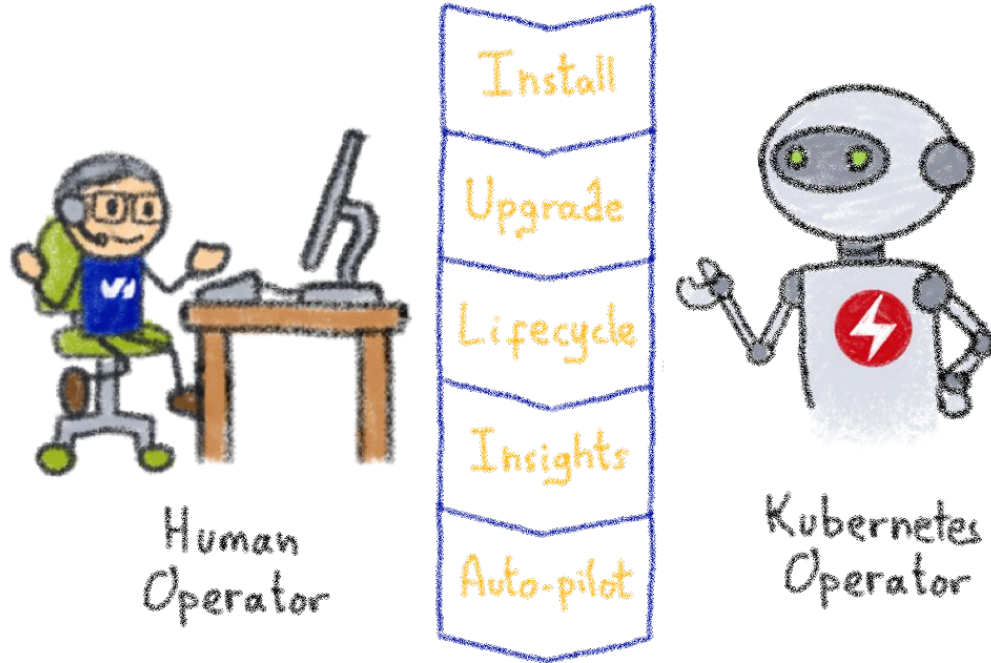 Install
Upgrade
Lifecycle
Insights
Auto-pilot
Human
Operator
Kubernetes
Operator